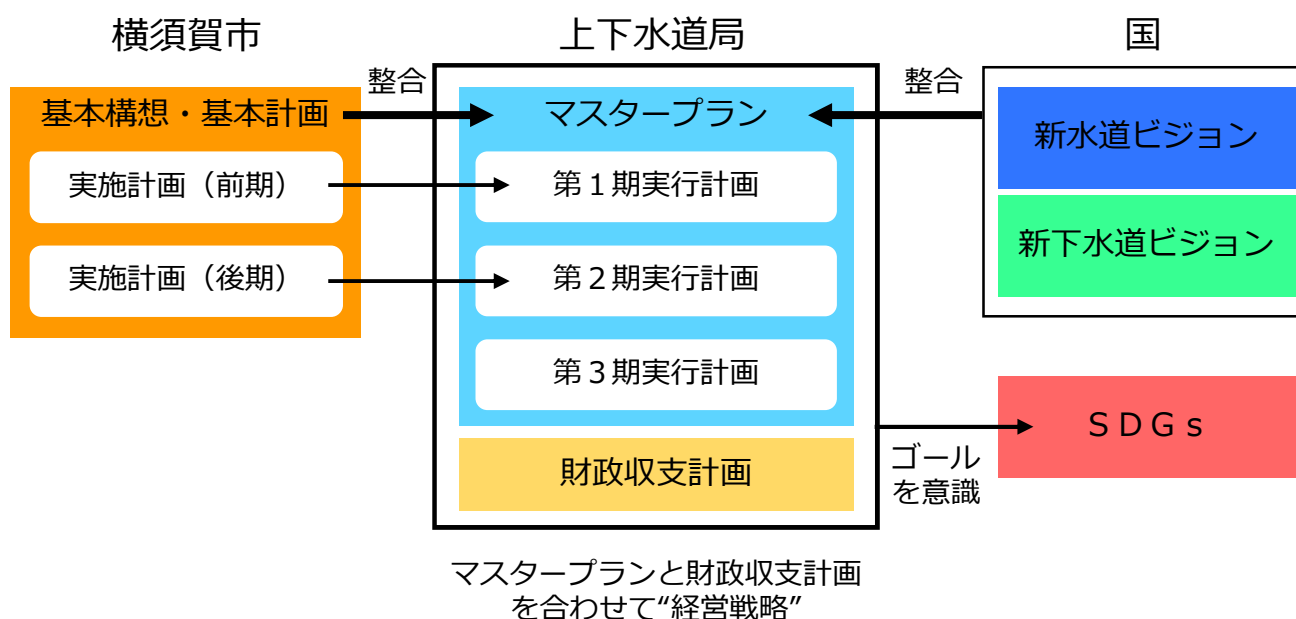 横須賀市
上下水道局
国
整合
整合
基本構想・基本計画
マスタープラン
新水道ビジョン
実施計画（前期）
第１期実行計画
新下水道ビジョン
実施計画（後期）
第２期実行計画
第３期実行計画
ＳＤＧｓ
財政収支計画
ゴール
を意識
マスタープランと財政収支計画
を合わせて“経営戦略”